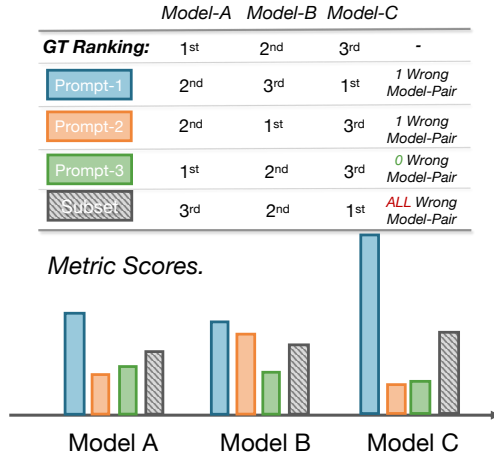 Model-A Model-B Model-C
GT Ranking: 1st 2nd 3rd -
Prompt-1 2nd 3rd 1st 1 Wrong Model-Pair
Prompt-2 2nd 1st 3rd 1 Wrong Model-Pair
Prompt-3 1st 2nd 3rd 0 Wrong Model-Pair
Subset 3rd 2nd 1st ALL Wrong Model-Pair
Metric Scores.
Model A Model B Model C